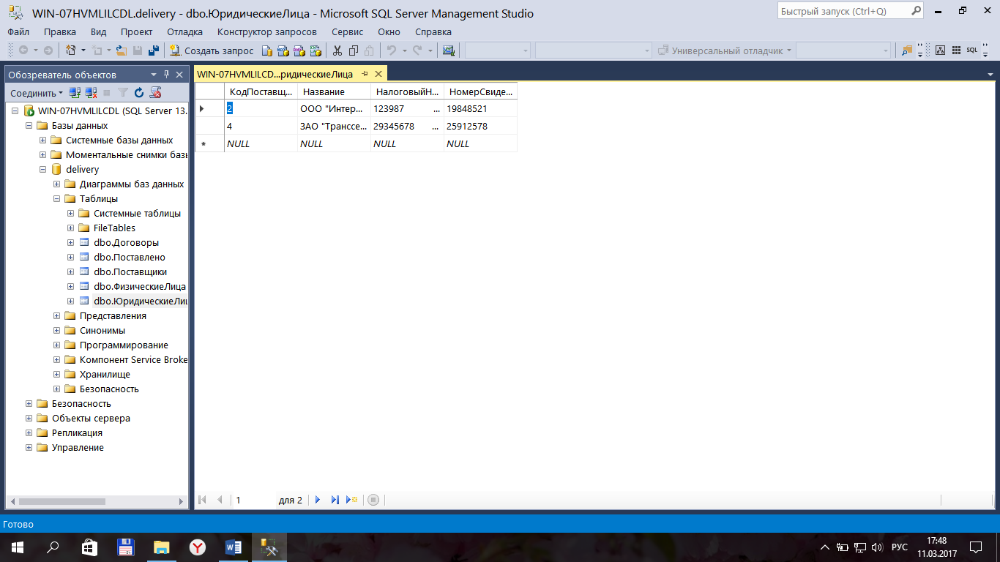 WIN-07HVMLILCDL.delivery - dbo.ЮридическиеЛица - Microsoft SQL Server Management Studio
Быстрый запуск (Ctrl+Q)
Файл Правка Вид Проект Отладка Конструктор запросов Сервис Окно Справка
Создать запрос
Универсальный отладчик
SQL
Обозреватель объектов
WIN-07HVMLILCD...ридическиеЛица
Соединить
WIN-07HVMLILCDL (SQL Server 13.
Базы данных
Системные базы данных
Моментальные снимки базы
delivery
Диаграммы баз данных
Таблицы
Системные таблицы
FileTables
dbo.Договоры
dbo.Поставлено
dbo.Поставщики
dbo.ФизическиеЛица
dbo.ЮридическиеЛиц
Представления
Синонимы
Программирование
Компонент Service Broke
Хранилище
Безопасность
Безопасность
Объекты сервера
Репликация
Управление
КодПоставщ... Название НалоговыйН... НомерСвиде...
2 ООО "Интер... 123987 ... 19848521
4 ЗАО "Транссе... 29345678 ... 25912578
NULL NULL NULL NULL
1 для 2
Готово
РУС
17:48
11.03.2017